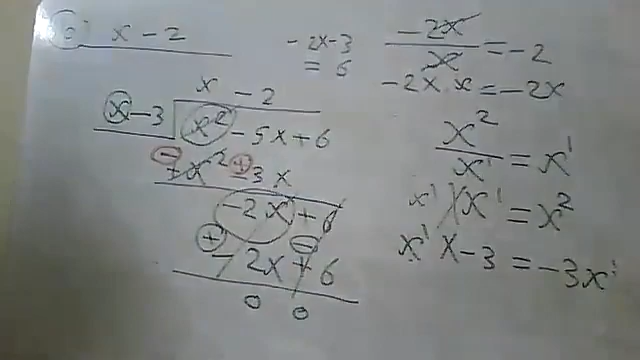 6) x - 2
-2x-3
= 6
-2x/x = -2
-2 x x = -2x
x - 2
x-3 | x² - 5x + 6
+x² - 3x
- +
-2x + 6
+ -
-2x + 6
0 0
x²/x¹ = x¹
x¹ x x¹ = x²
x¹ x -3 = -3x¹